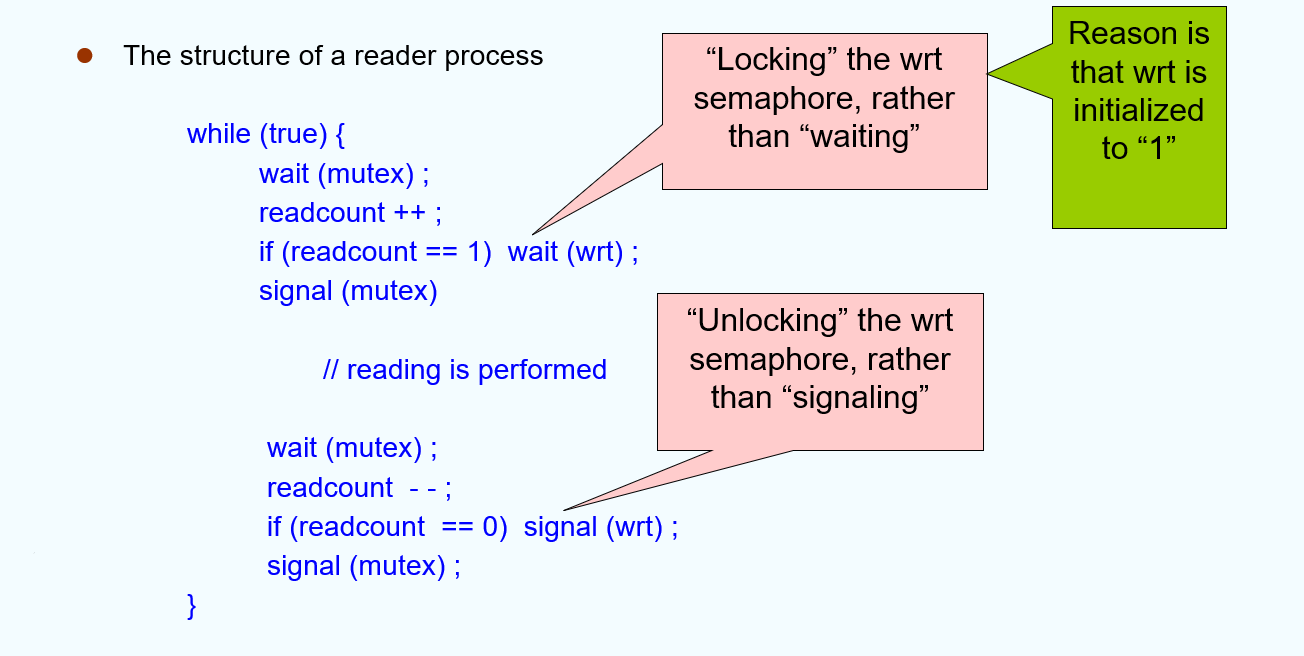 The structure of a reader process
while (true) {
wait (mutex) ;
readcount ++ ;
if (readcount == 1)  wait (wrt) ;
signal (mutex)
// reading is performed
wait (mutex) ;
readcount  - - ;
if (readcount  == 0)  signal (wrt) ;
signal (mutex) ;
}
“Locking” the wrt
semaphore, rather
than “waiting”
Reason is
that wrt is
initialized
to “1”
“Unlocking” the wrt
semaphore, rather
than “signaling”